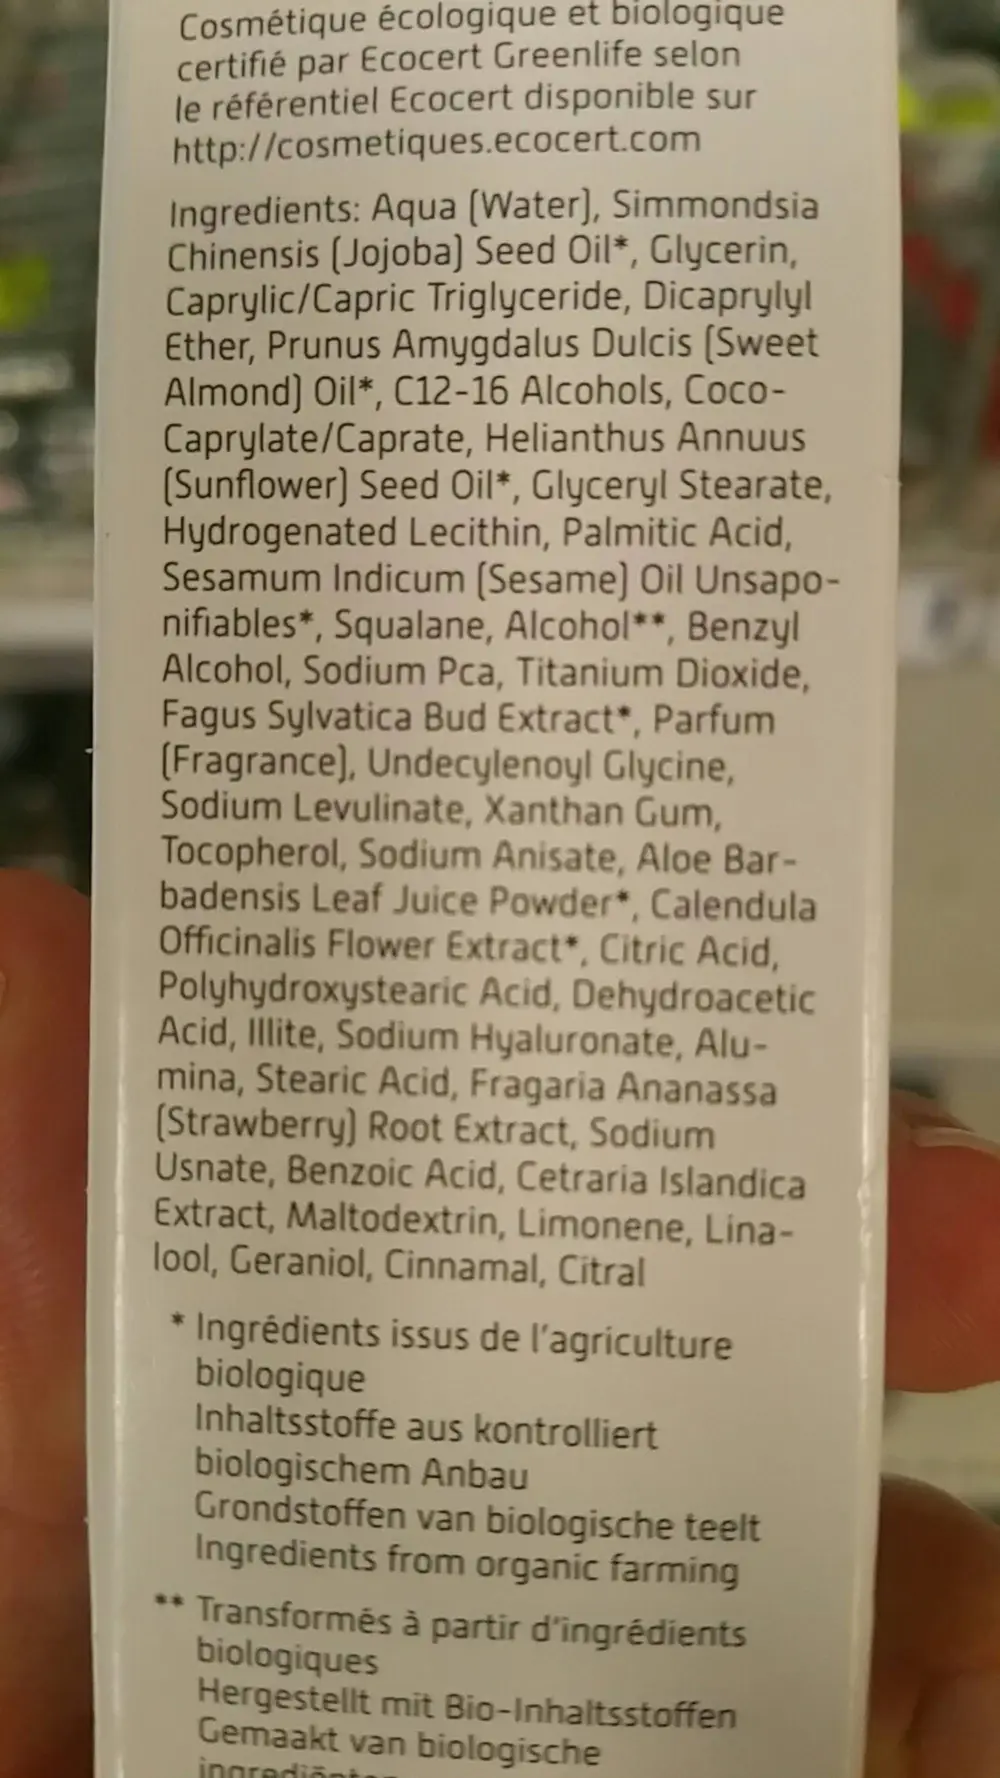 Cosmétique écologique et biologique
certifié par Ecocert Greenlife selon
le référentiel Ecocert disponible sur
http://cosmetiques.ecocert.com
Ingredients: Aqua (Water), Simmondsia
Chinensis (Jojoba) Seed Oil*, Glycerin,
Caprylic/Capric Triglyceride, Dicaprylyl
Ether, Prunus Amygdalus Dulcis (Sweet
Almond) Oil*, C12-16 Alcohols, Coco-
Caprylate/Caprate, Helianthus Annuus
(Sunflower) Seed Oil*, Glyceryl Stearate,
Hydrogenated Lecithin, Palmitic Acid,
Sesamum Indicum (Sesame) Oil Unsapo-
nifiables*, Squalane, Alcohol**, Benzyl
Alcohol, Sodium Pca, Titanium Dioxide,
Fagus Sylvatica Bud Extract*, Parfum
(Fragrance), Undecylenoyl Glycine,
Sodium Levulinate, Xanthan Gum,
Tocopherol, Sodium Anisate, Aloe Bar-
badensis Leaf Juice Powder*, Calendula
Officinalis Flower Extract*, Citric Acid,
Polyhydroxystearic Acid, Dehydroacetic
Acid, Illite, Sodium Hyaluronate, Alu-
mina, Stearic Acid, Fragaria Ananassa
(Strawberry) Root Extract, Sodium
Usnate, Benzoic Acid, Cetraria Islandica
Extract, Maltodextrin, Limonene, Lina-
lool, Geraniol, Cinnamal, Citral
* Ingrédients issus de l'agriculture
biologique
Inhaltsstoffe aus kontrolliert
biologischem Anbau
Grondstoffen van biologische teelt
Ingredients from organic farming
** Transformés à partir d'ingrédients
biologiques
Hergestellt mit Bio-Inhaltsstoffen
Gemaakt van biologische